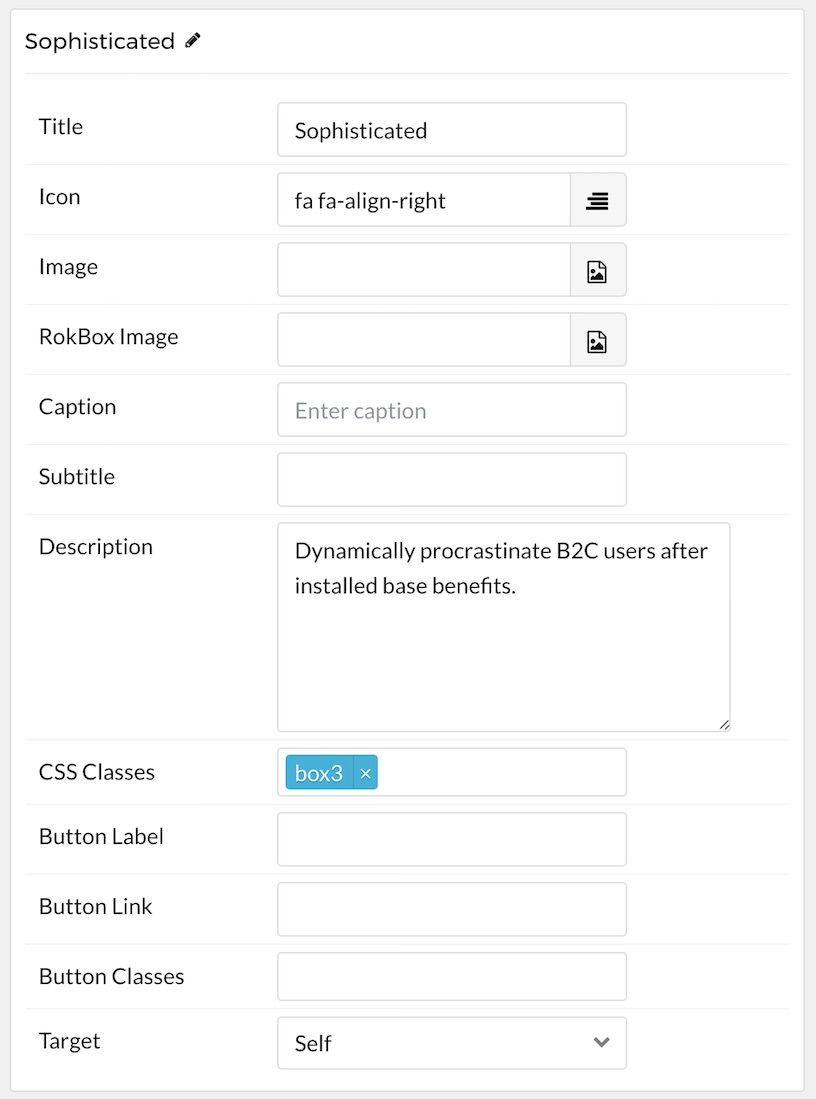 Sophisticated
Title
Sophisticated
Icon
fa fa-align-right
Image
RokBox Image
Caption
Enter caption
Subtitle
Description
Dynamically procrastinate B2C users after
installed base benefits.
CSS Classes
box3 ×
Button Label
Button Link
Button Classes
Target
Self